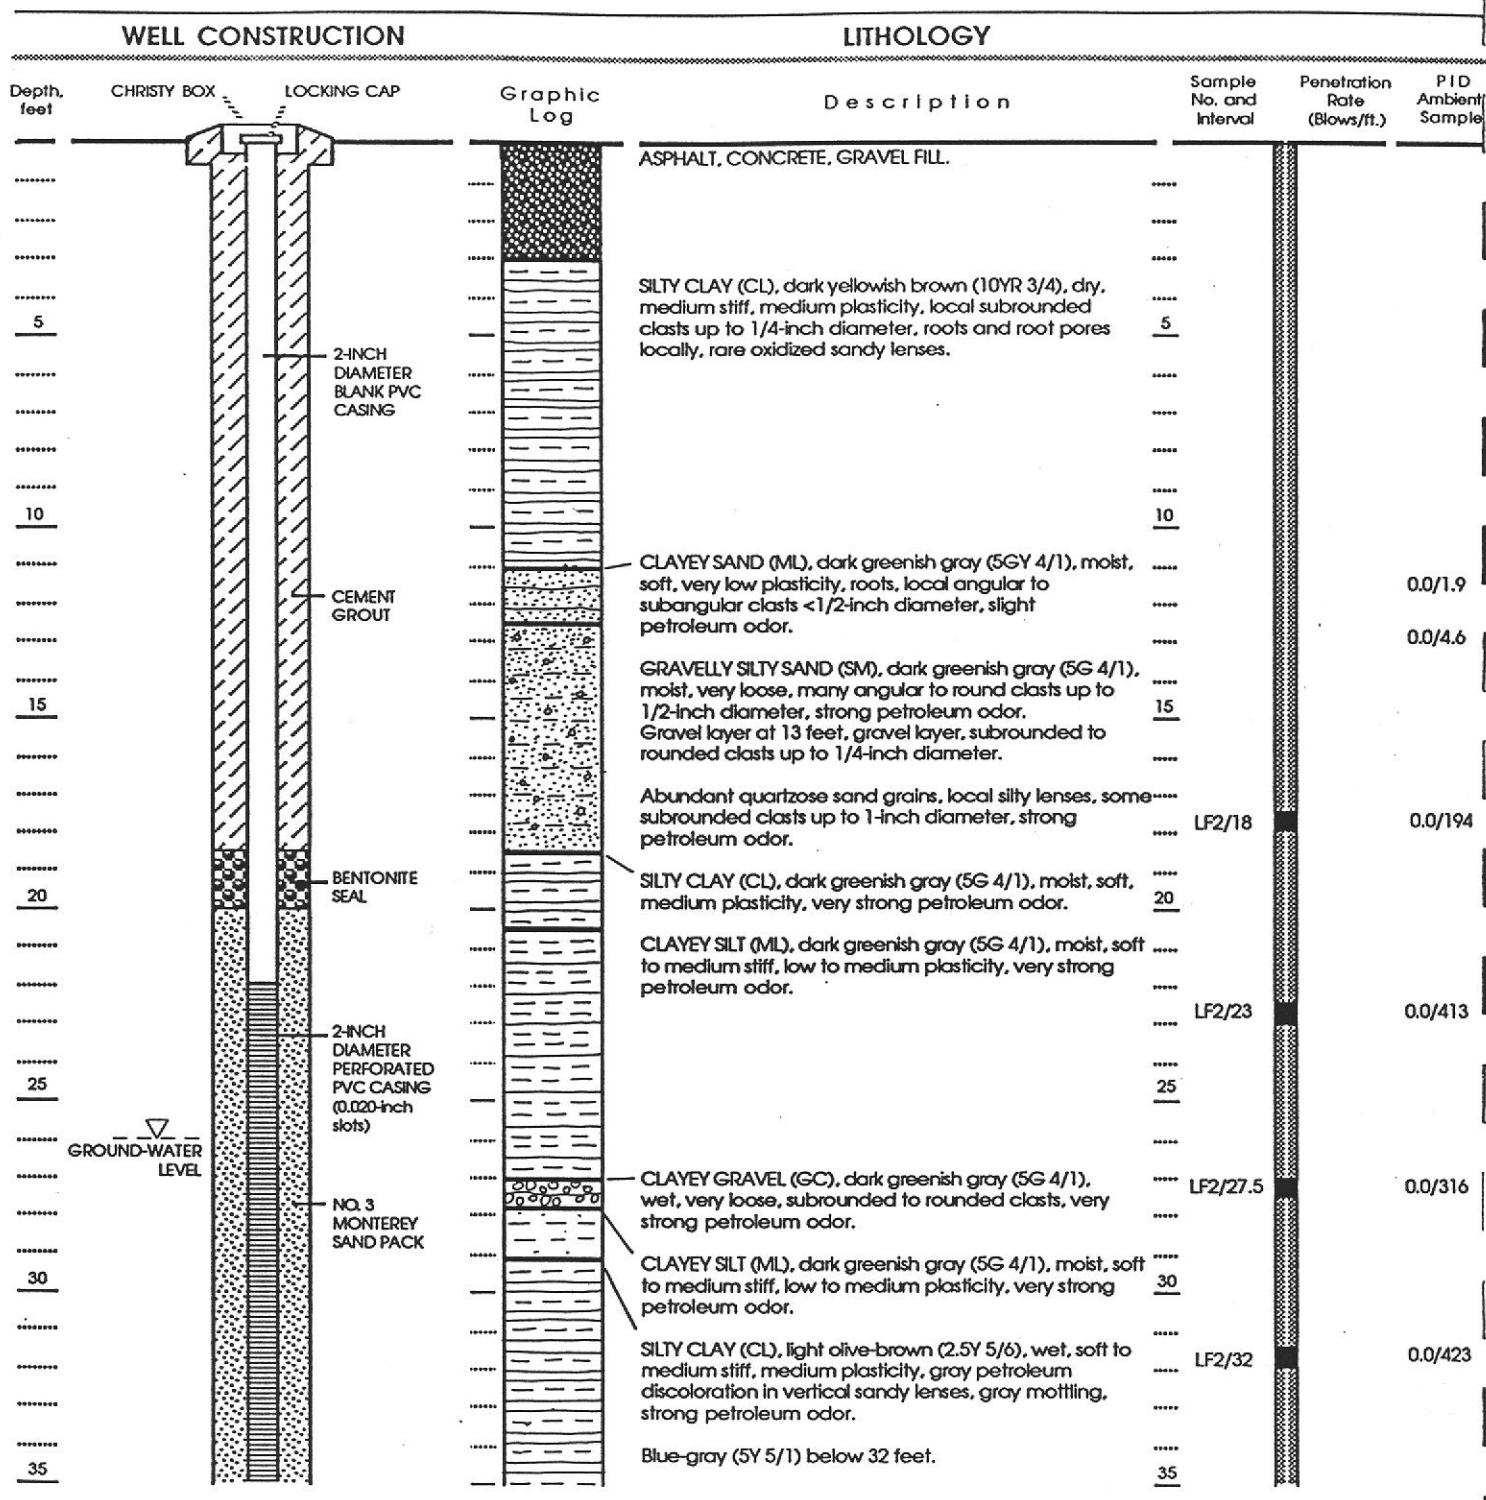 WELL CONSTRUCTION
LITHOLOGY
Depth,
feet
CHRISTY BOX
LOCKING CAP
Graphic
Log
Description
Sample
No. and
Interval
Penetration
Rate
(Blows/ft.)
PID
Ambient/
Sample
5
10
15
20
25
30
35
2-INCH
DIAMETER
BLANK PVC
CASING
CEMENT
GROUT
BENTONITE
SEAL
2-INCH
DIAMETER
PERFORATED
PVC CASING
(0.020-inch
slots)
GROUND-WATER
LEVEL
NO. 3
MONTEREY
SAND PACK
ASPHALT, CONCRETE, GRAVEL FILL.
SILTY CLAY (CL), dark yellowish brown (10YR 3/4), dry,
medium stiff, medium plasticity, local subrounded
clasts up to 1/4-inch diameter, roots and root pores
locally, rare oxidized sandy lenses.
CLAYEY SAND (ML), dark greenish gray (5GY 4/1), moist,
soft, very low plasticity, roots, local angular to
subangular clasts <1/2-inch diameter, slight
petroleum odor.
GRAVELLY SILTY SAND (SM), dark greenish gray (5G 4/1),
moist, very loose, many angular to round clasts up to
1/2-inch diameter, strong petroleum odor.
Gravel layer at 13 feet, gravel layer, subrounded to
rounded clasts up to 1/4-inch diameter.
Abundant quartzose sand grains, local silty lenses, some
subrounded clasts up to 1-inch diameter, strong
petroleum odor.
SILTY CLAY (CL), dark greenish gray (5G 4/1), moist, soft,
medium plasticity, very strong petroleum odor.
CLAYEY SILT (ML), dark greenish gray (5G 4/1), moist, soft
to medium stiff, low to medium plasticity, very strong
petroleum odor.
CLAYEY GRAVEL (GC), dark greenish gray (5G 4/1),
wet, very loose, subrounded to rounded clasts, very
strong petroleum odor.
CLAYEY SILT (ML), dark greenish gray (5G 4/1), moist, soft
to medium stiff, low to medium plasticity, very strong
petroleum odor.
SILTY CLAY (CL), light olive-brown (2.5Y 5/6), wet, soft to
medium stiff, medium plasticity, gray petroleum
discoloration in vertical sandy lenses, gray mottling,
strong petroleum odor.
Blue-gray (5Y 5/1) below 32 feet.
5
10
15
20
25
30
35
LF2/18
LF2/23
LF2/27.5
LF2/32
0.0/1.9
0.0/4.6
0.0/194
0.0/413
0.0/316
0.0/423